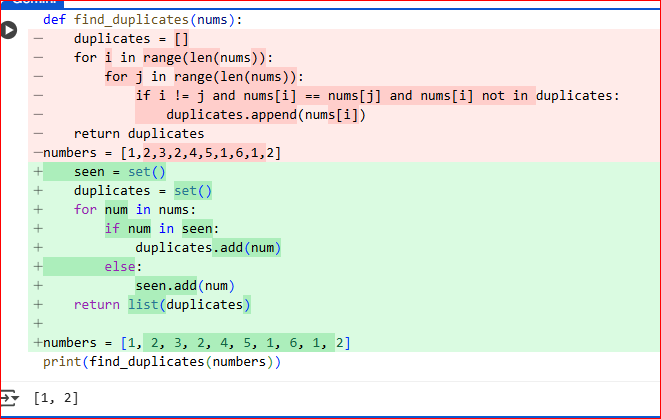 Gemini
def find_duplicates(nums):
−    duplicates = []
−    for i in range(len(nums)):
−        for j in range(len(nums)):
−            if i != j and nums[i] == nums[j] and nums[i] not in duplicates:
−                duplicates.append(nums[i])
−    return duplicates
−numbers = [1,2,3,2,4,5,1,6,1,2]
+    seen = set()
+    duplicates = set()
+    for num in nums:
+        if num in seen:
+            duplicates.add(num)
+        else:
+            seen.add(num)
+    return list(duplicates)
+
+numbers = [1, 2, 3, 2, 4, 5, 1, 6, 1, 2]
print(find_duplicates(numbers))
[1, 2]